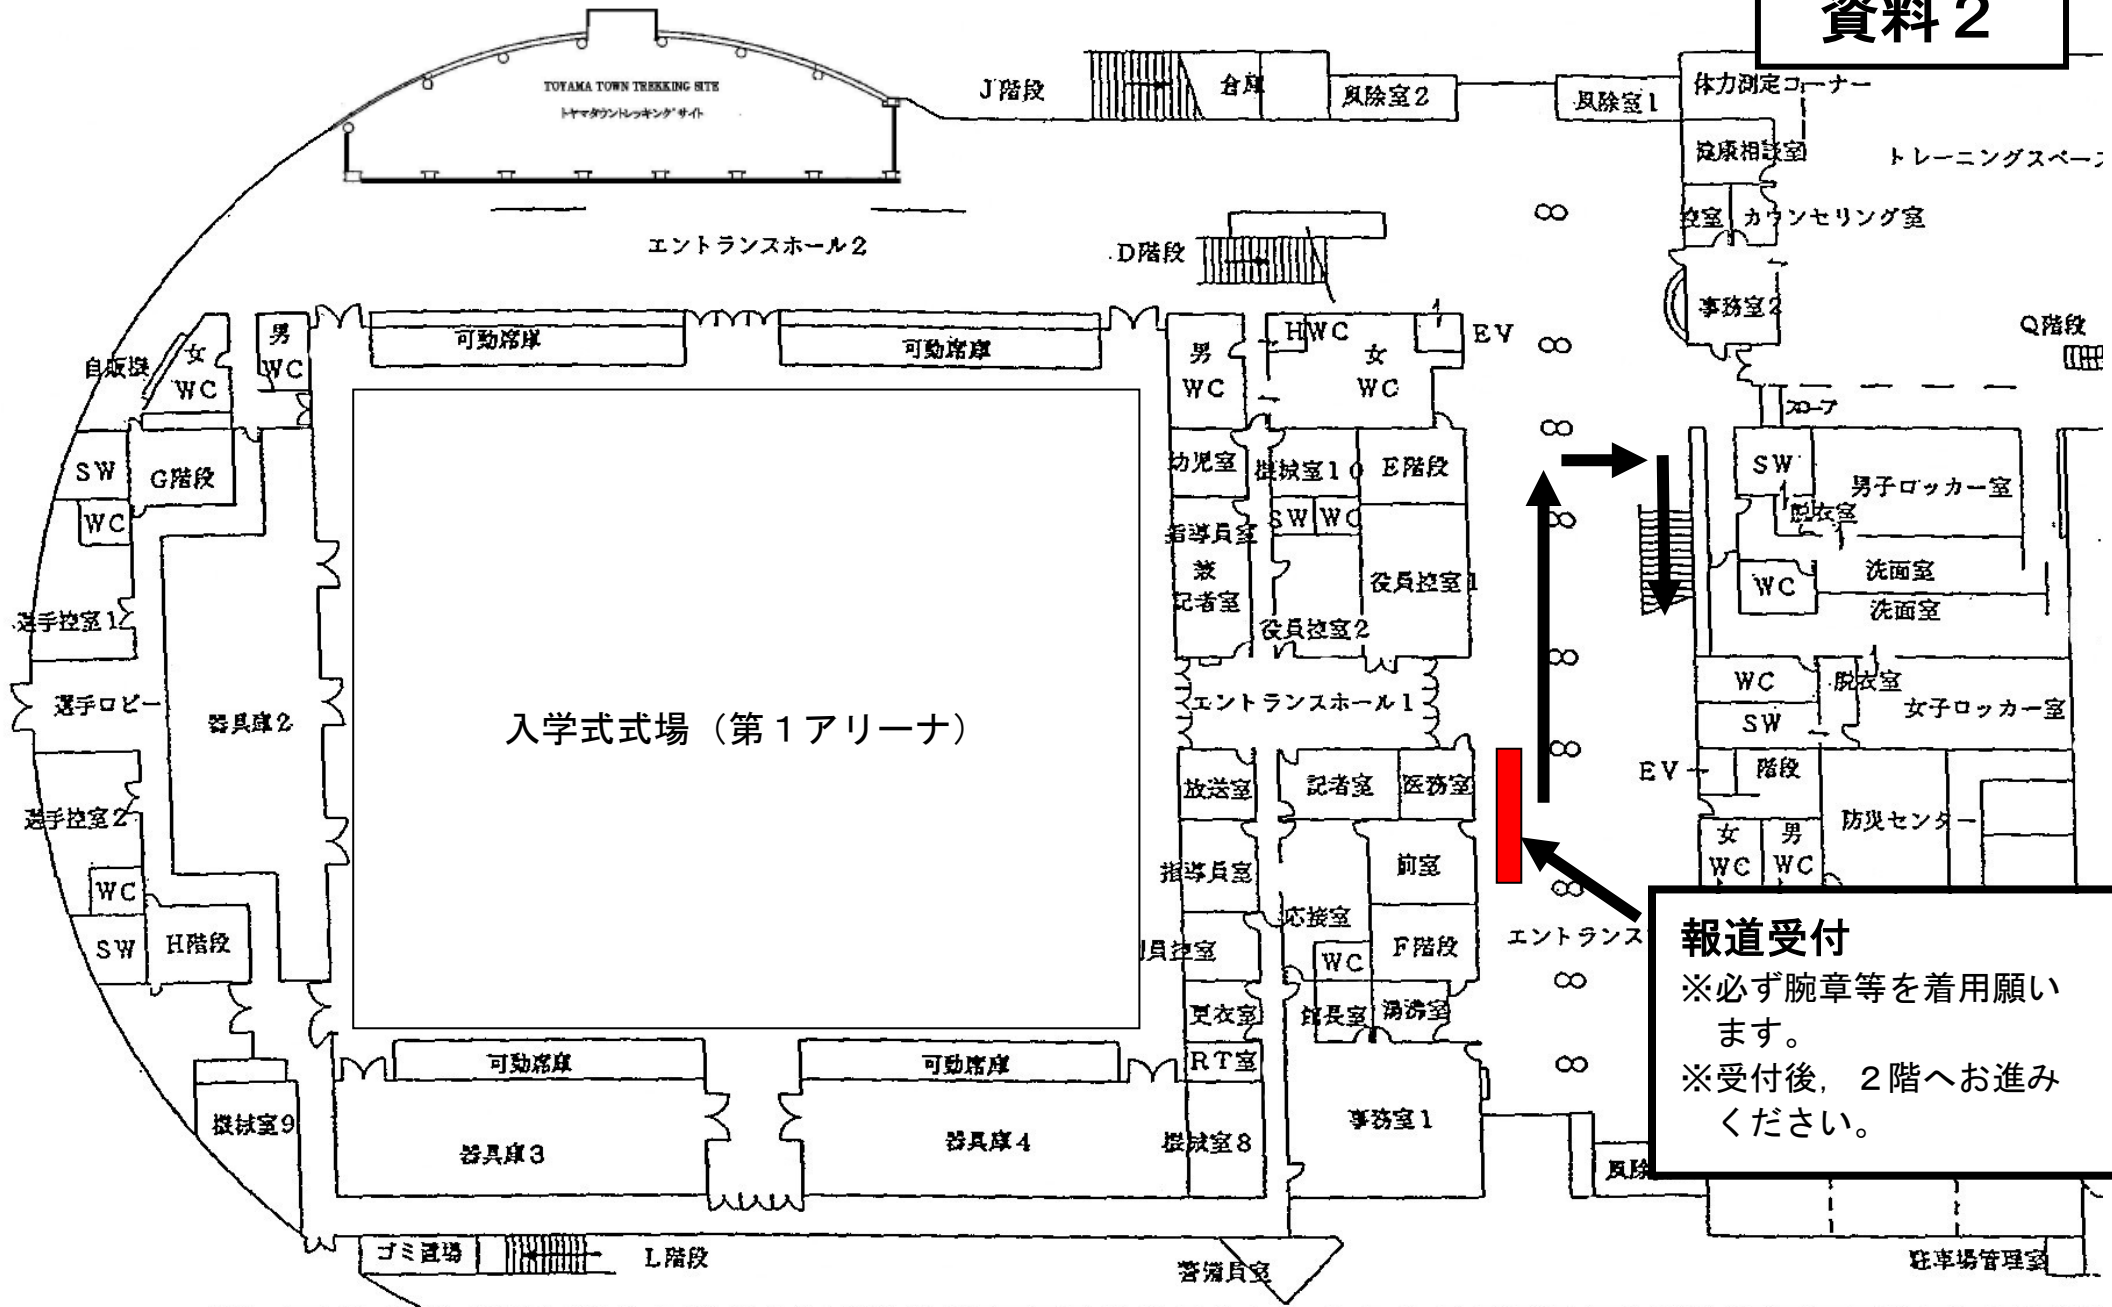 資料２
TOYAMA TOWN TREKKING SITE
トヤマタウントレッキングサイト
J階段
倉庫
風除室2
風除室1
体力測定コーナー
健康相談室
トレーニングスペース
控室
カウンセリング室
エントランスホール2
D階段
事務室2
Q階段
自販機
女
WC
男
WC
可動席庫
可動席庫
男
WC
HWC
女
WC
EV
スロープ
SW
G階段
WC
幼児室
機械室10
E階段
SW
男子ロッカー室
脱衣室
指導員室
兼
記者室
SW
WC
役員控室1
役員控室2
WC
洗面室
洗面室
選手控室1
選手ロビー
器具庫2
入学式式場（第１アリーナ）
エントランスホール1
WC
SW
脱衣室
女子ロッカー室
選手控室2
放送室
記者室
医務室
EV
階段
防災センター
女
WC
男
WC
指導員室
前室
WC
SW
H階段
応接室
WC
F階段
員控室
エントランス
報道受付
※必ず腕章等を着用願い
ます。
※受付後，２階へお進み
ください。
更衣室
館長室
湯沸室
可動席庫
可動席庫
RT室
機械室9
器具庫3
器具庫4
機械室8
事務室1
風除
ゴミ置場
L階段
警備員室
駐車場管理室